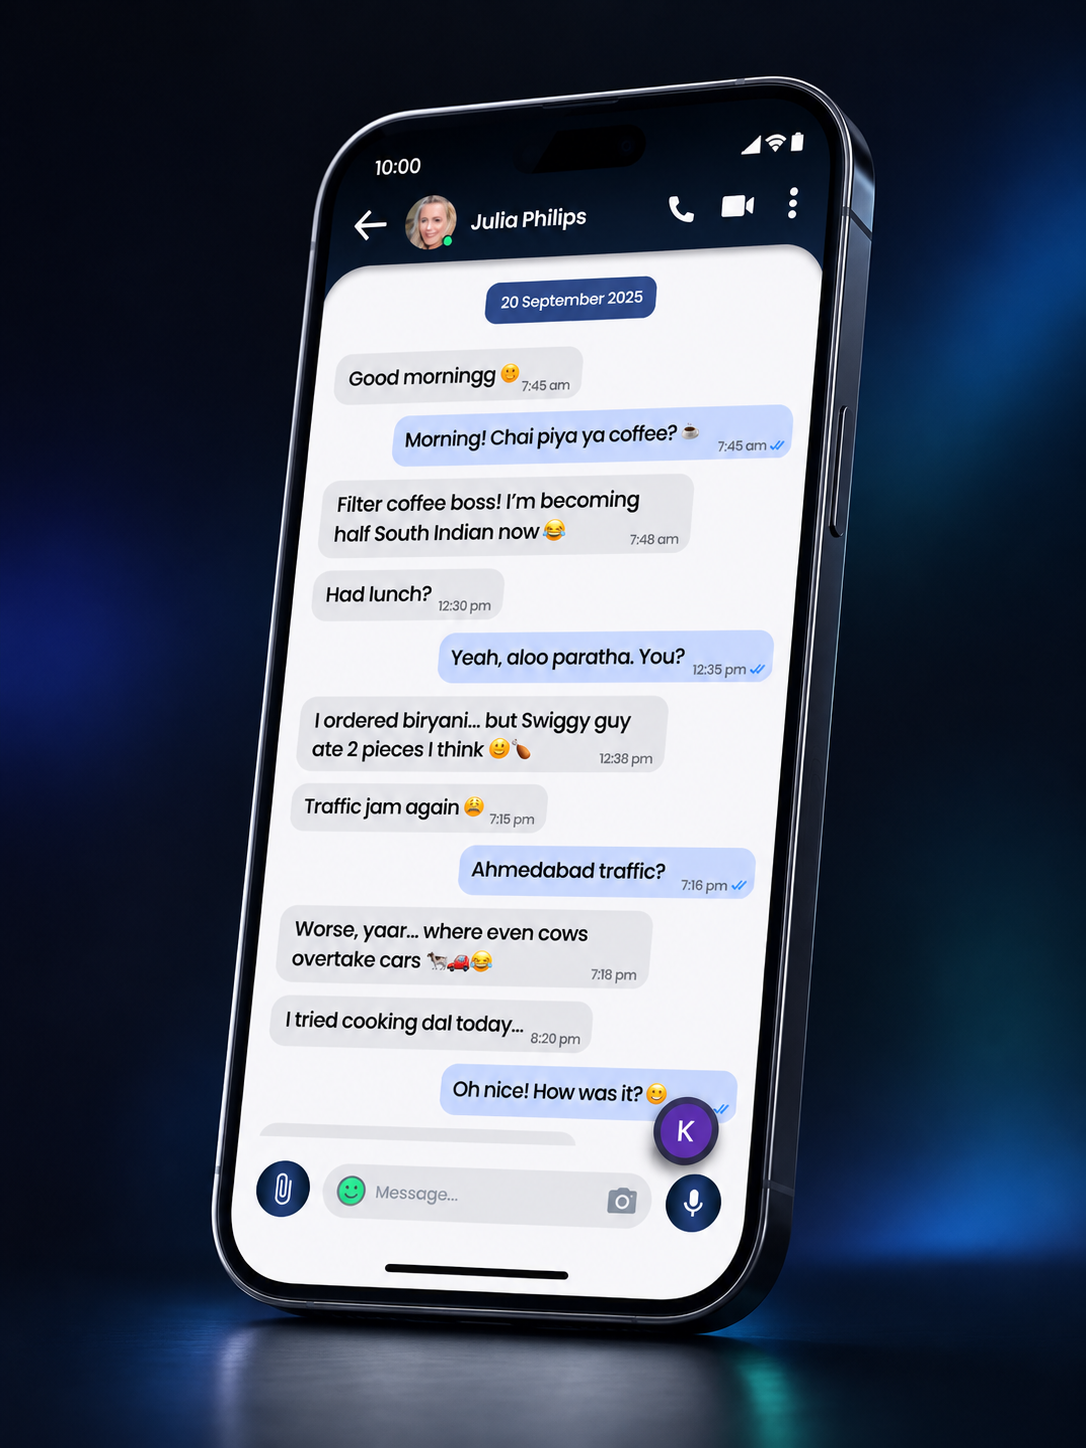 10:00
Julia Philips
20 September 2025
Good morningg 🙂 7:45 am
Morning! Chai piya ya coffee? ☕ 7:45 am
Filter coffee boss! I'm becoming
half South Indian now 😂 7:48 am
Had lunch? 12:30 pm
Yeah, aloo paratha. You? 12:35 pm
I ordered biryani... but Swiggy guy
ate 2 pieces I think 🙂🍗 12:38 pm
Traffic jam again 😫 7:15 pm
Ahmedabad traffic? 7:16 pm
Worse, yaar... where even cows
overtake cars 🐄🚗😂 7:18 pm
I tried cooking dal today... 8:20 pm
Oh nice! How was it? 😀
K
Message...